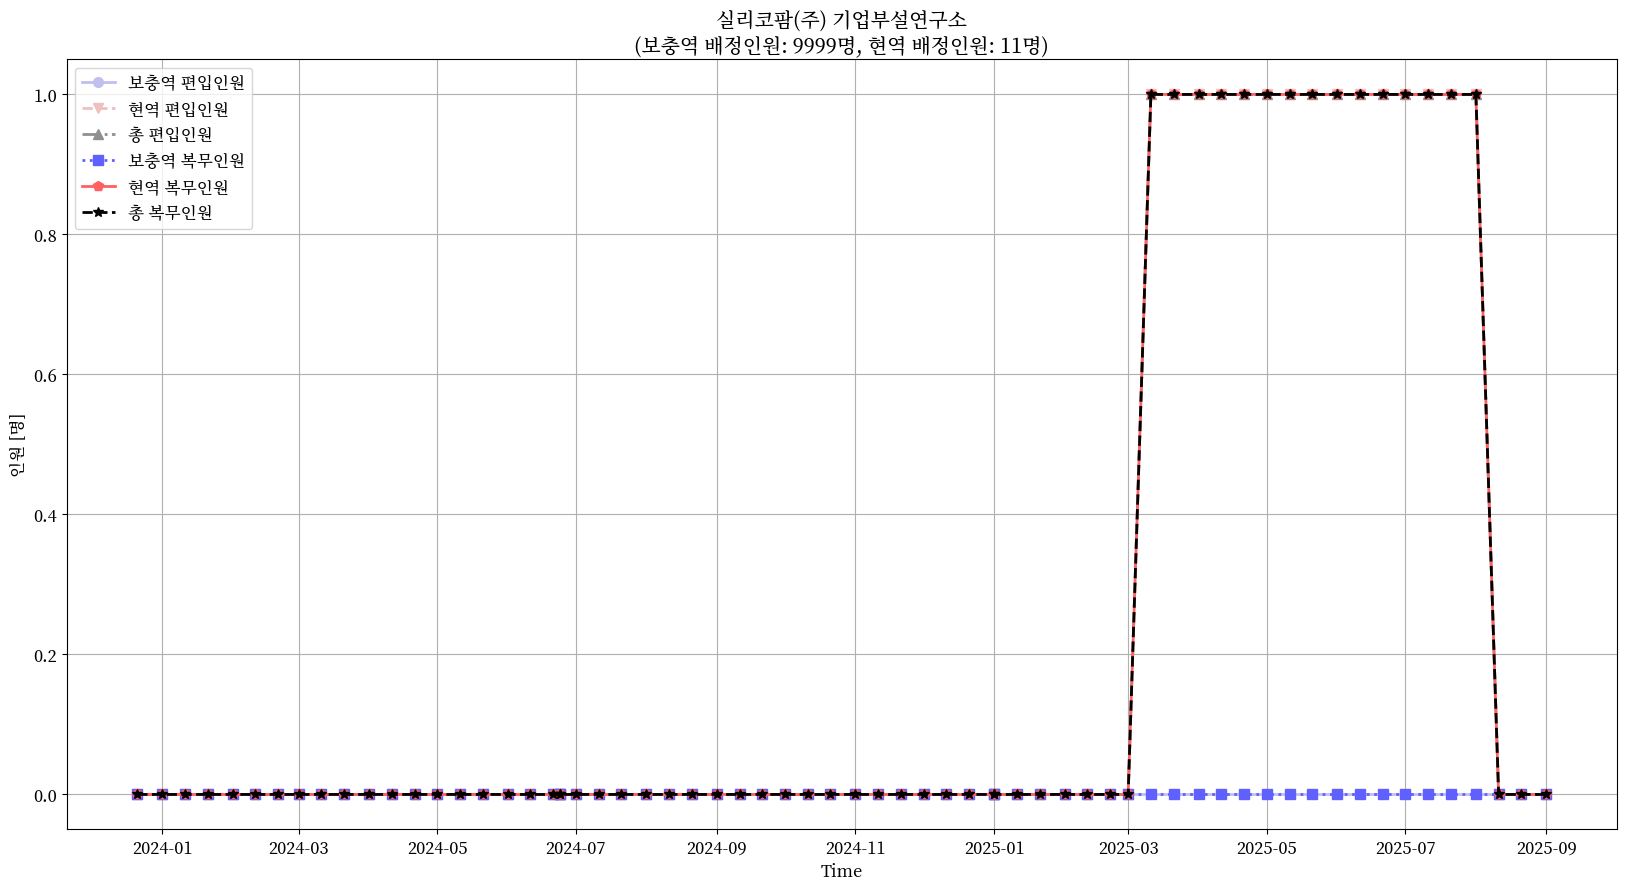 실리코팜(주) 기업부설연구소
(보충역 배정인원: 9999명, 현역 배정인원: 11명)
보충역 편입인원
현역 편입인원
총 편입인원
보충역 복무인원
현역 복무인원
총 복무인원
1.0
0.8
0.6
0.4
0.2
0.0
인원 [명]
2024-01
2024-03
2024-05
2024-07
2024-09
2024-11
2025-01
2025-03
2025-05
2025-07
2025-09
Time